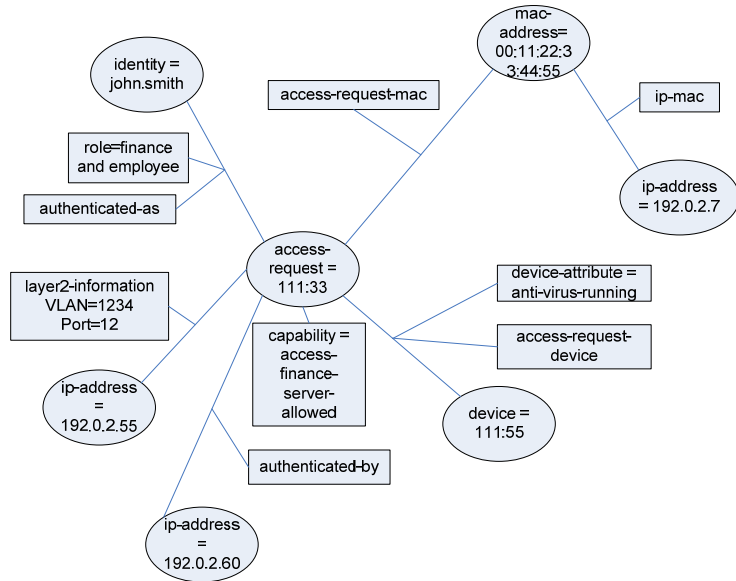 mac-
address=
00:11:22:3
3:44:55
identity =
john.smith
access-request-mac
ip-mac
role=finance
and employee
ip-address
= 192.0.2.7
authenticated-as
access-
request =
111:33
layer2-information
VLAN=1234
Port=12
device-attribute =
anti-virus-running
capability =
access-
finance-
server-
allowed
access-request-
device
ip-address
=
192.0.2.55
device =
111:55
authenticated-by
ip-address
=
192.0.2.60